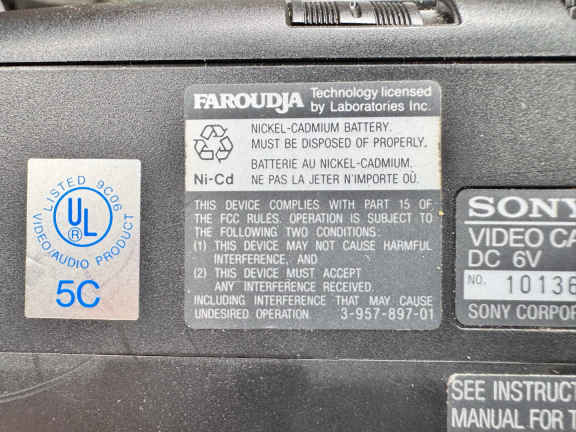 FAROUDJA Technology licensed
by Laboratories Inc.
NICKEL-CADMIUM BATTERY.
MUST BE DISPOSED OF PROPERLY.
BATTERIE AU NICKEL-CADMIUM.
Ni-Cd NE PAS LA JETER N'IMPORTE OÙ.
THIS DEVICE COMPLIES WITH PART 15 OF
THE FCC RULES. OPERATION IS SUBJECT TO
THE FOLLOWING TWO CONDITIONS:
(1) THIS DEVICE MAY NOT CAUSE HARMFUL
INTERFERENCE, AND
(2) THIS DEVICE MUST ACCEPT
ANY INTERFERENCE RECEIVED,
INCLUDING INTERFERENCE THAT MAY CAUSE
UNDESIRED OPERATION. 3-957-897-01
LISTED 9C06
UL
®
VIDEO/AUDIO PRODUCT
5C
SONY
VIDEO CA
DC 6V
NO. 10136
SONY CORPOR
SEE INSTRUCT
MANUAL FOR T